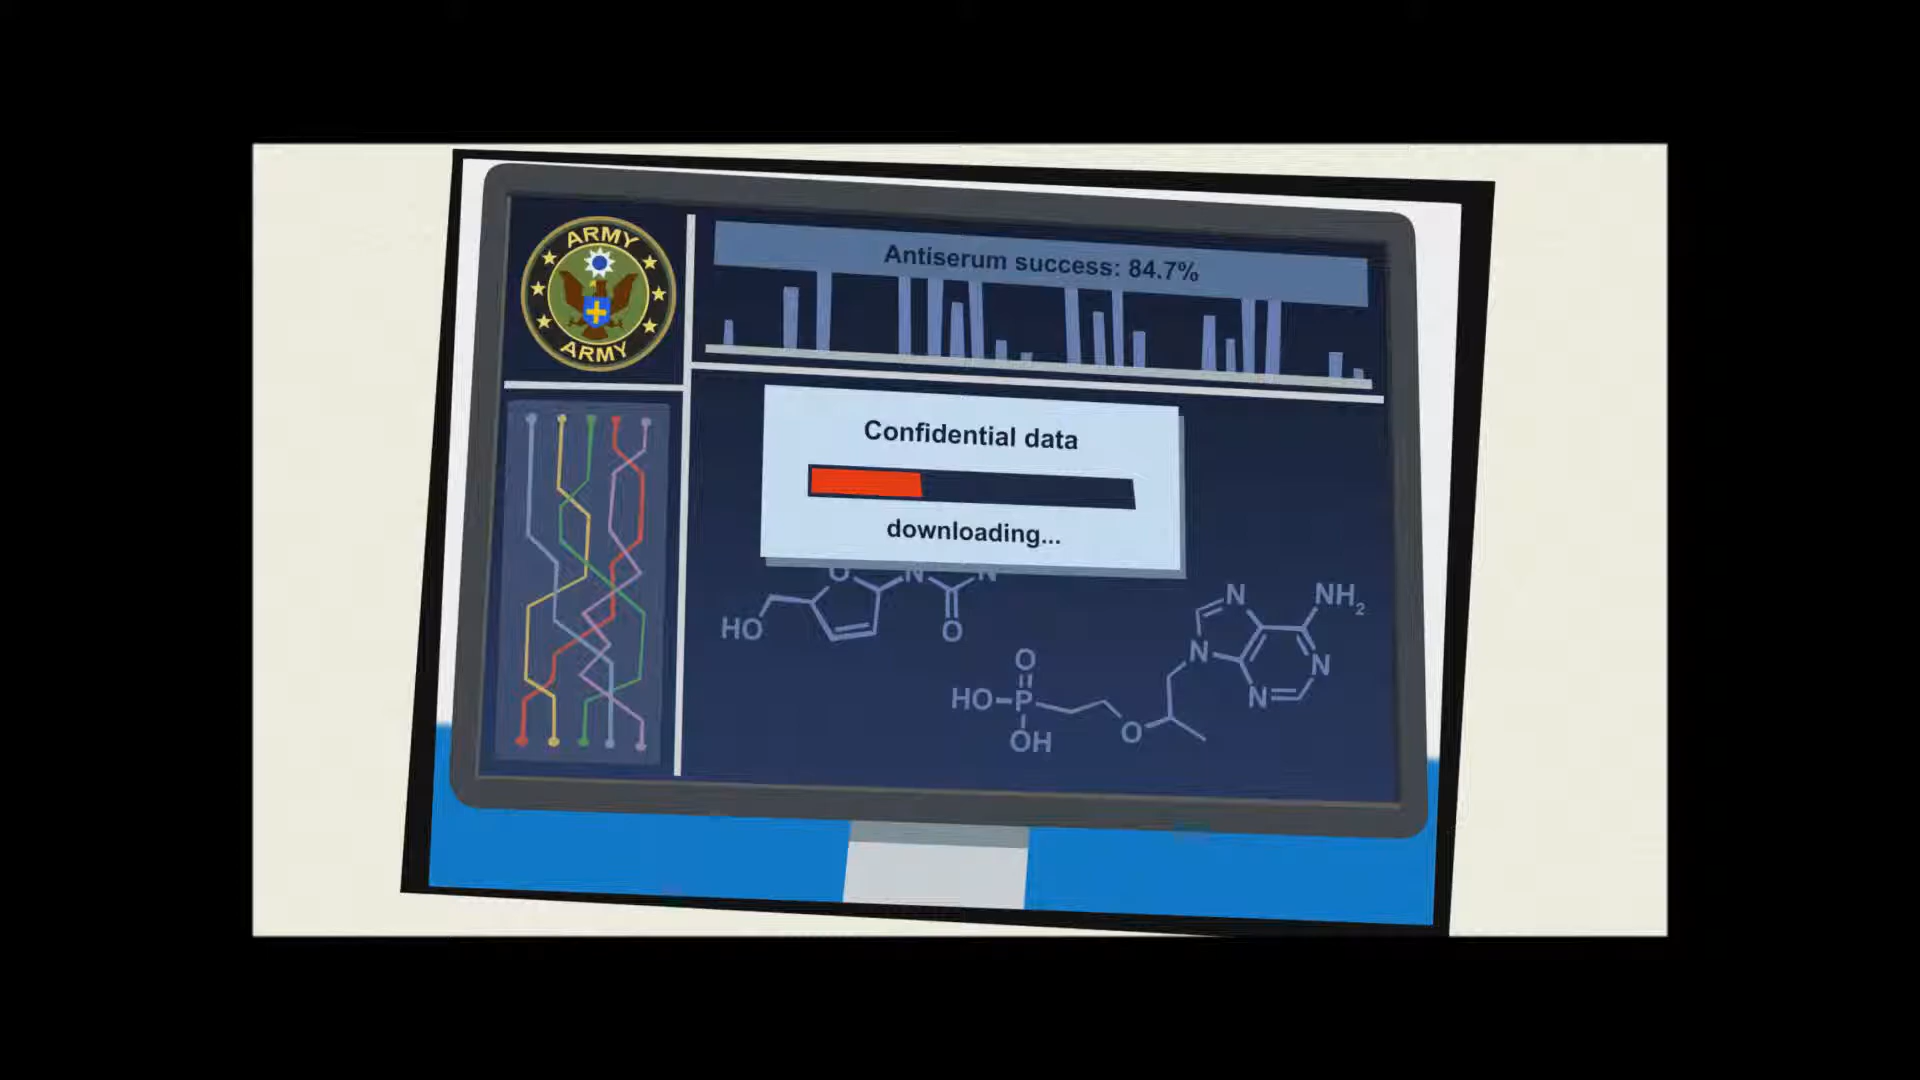 ARMY
ARMY
Antiserum success: 84.7%
Confidential data
downloading...
O
N
N
HO
O
N
NH₂
N
N
N
O
HO
P
OH
O